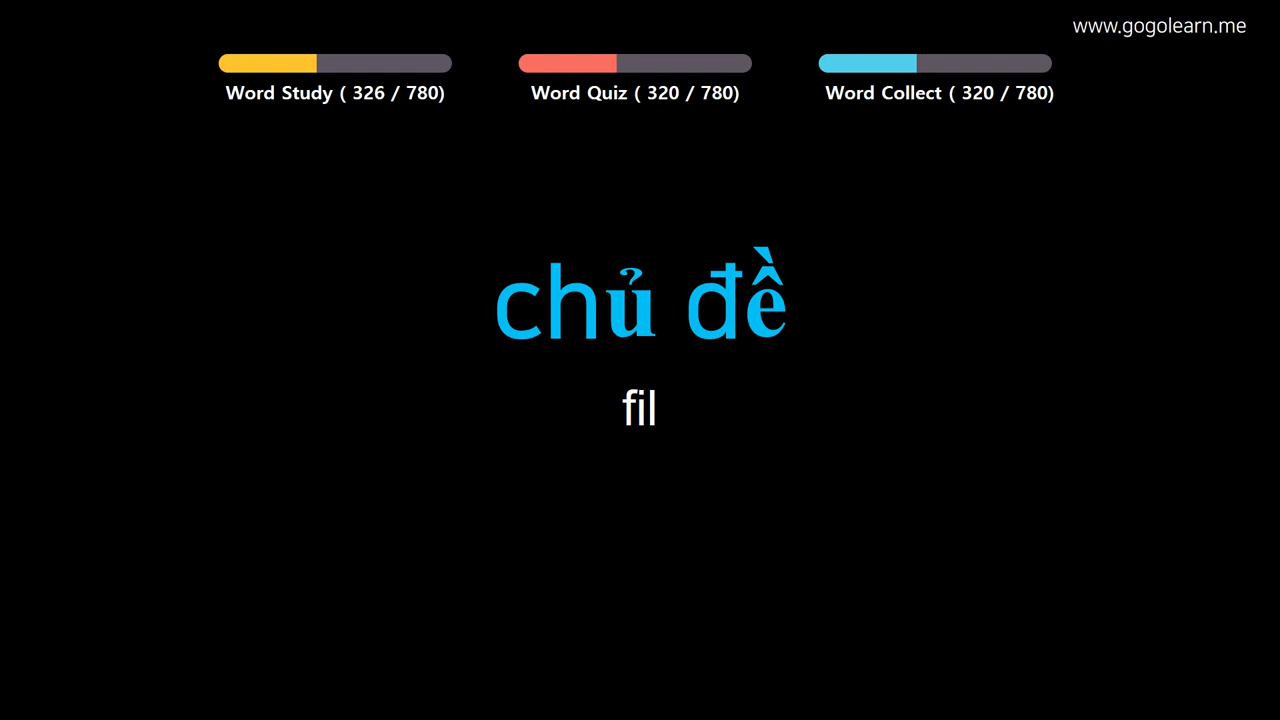 www.gogolearn.me
Word Study ( 326 / 780)
Word Quiz ( 320 / 780)
Word Collect ( 320 / 780)
chủ đề
fil